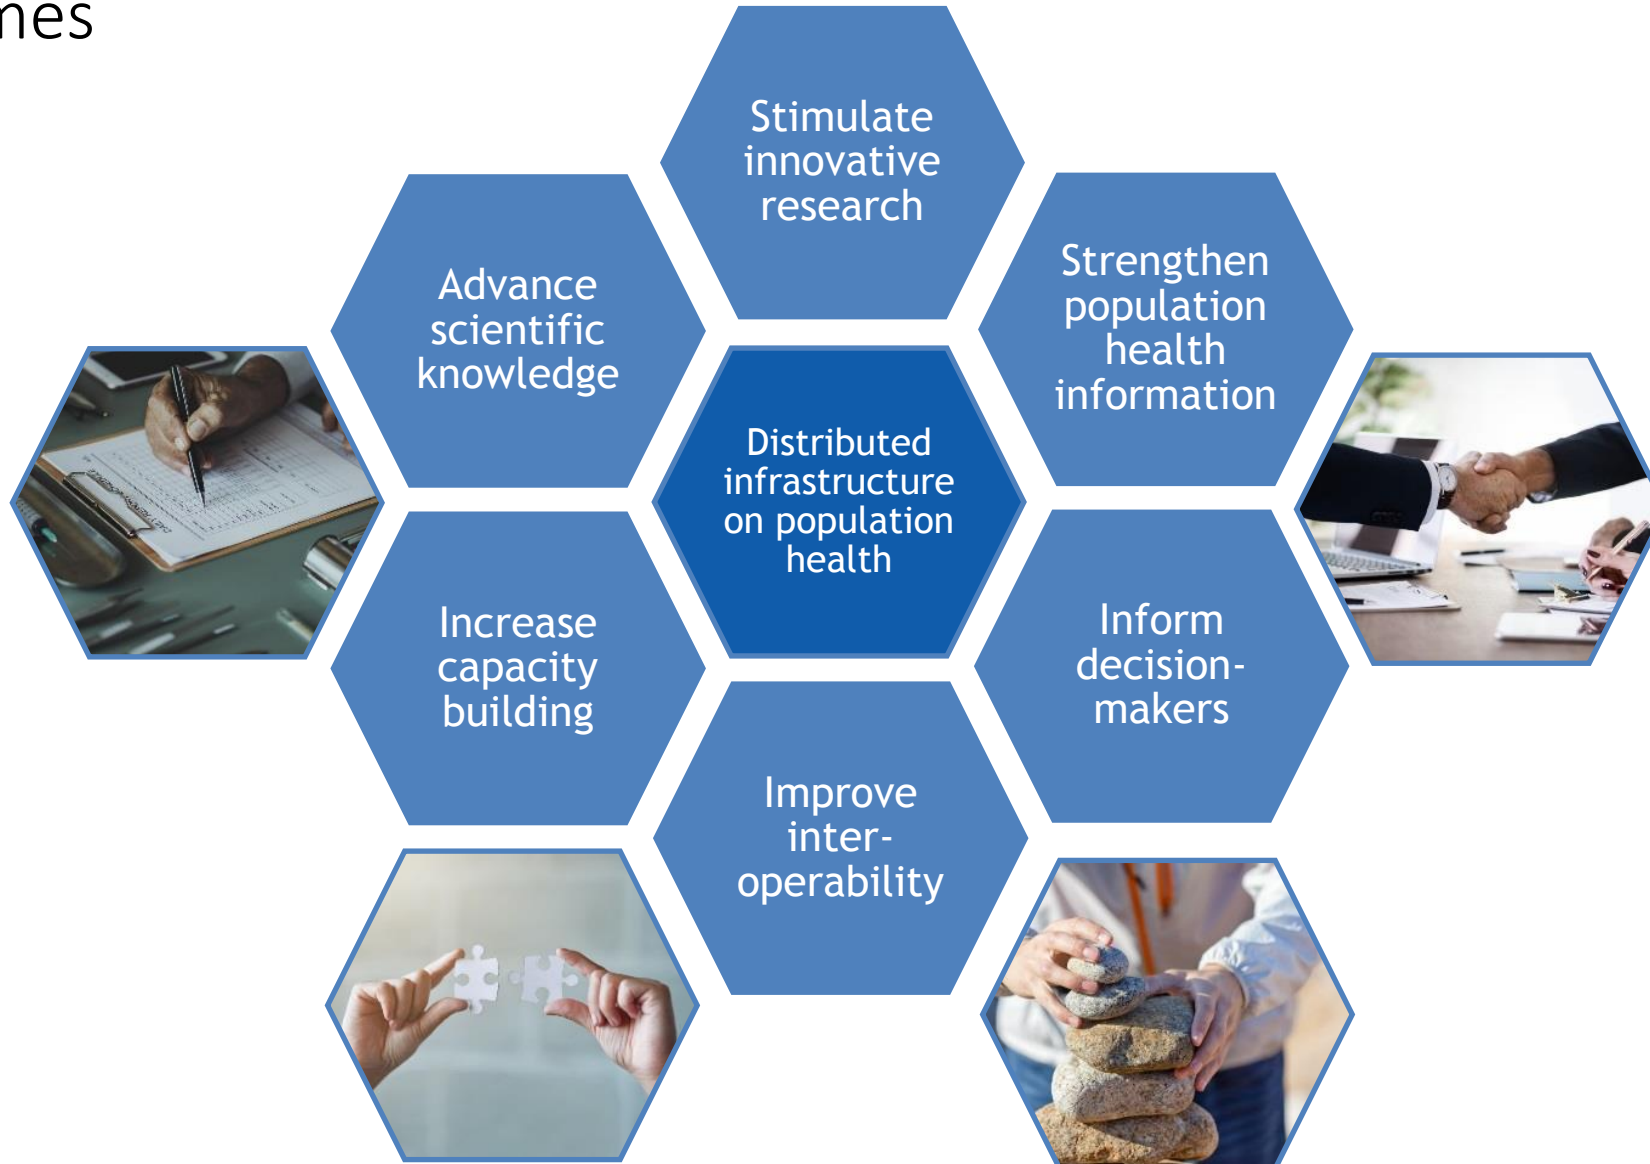 mes
Stimulate
innovative
research
Advance
scientific
knowledge
Strengthen
population
health
information
Distributed
infrastructure
on population
health
Increase
capacity
building
Inform
decision-
makers
Improve
inter-
operability